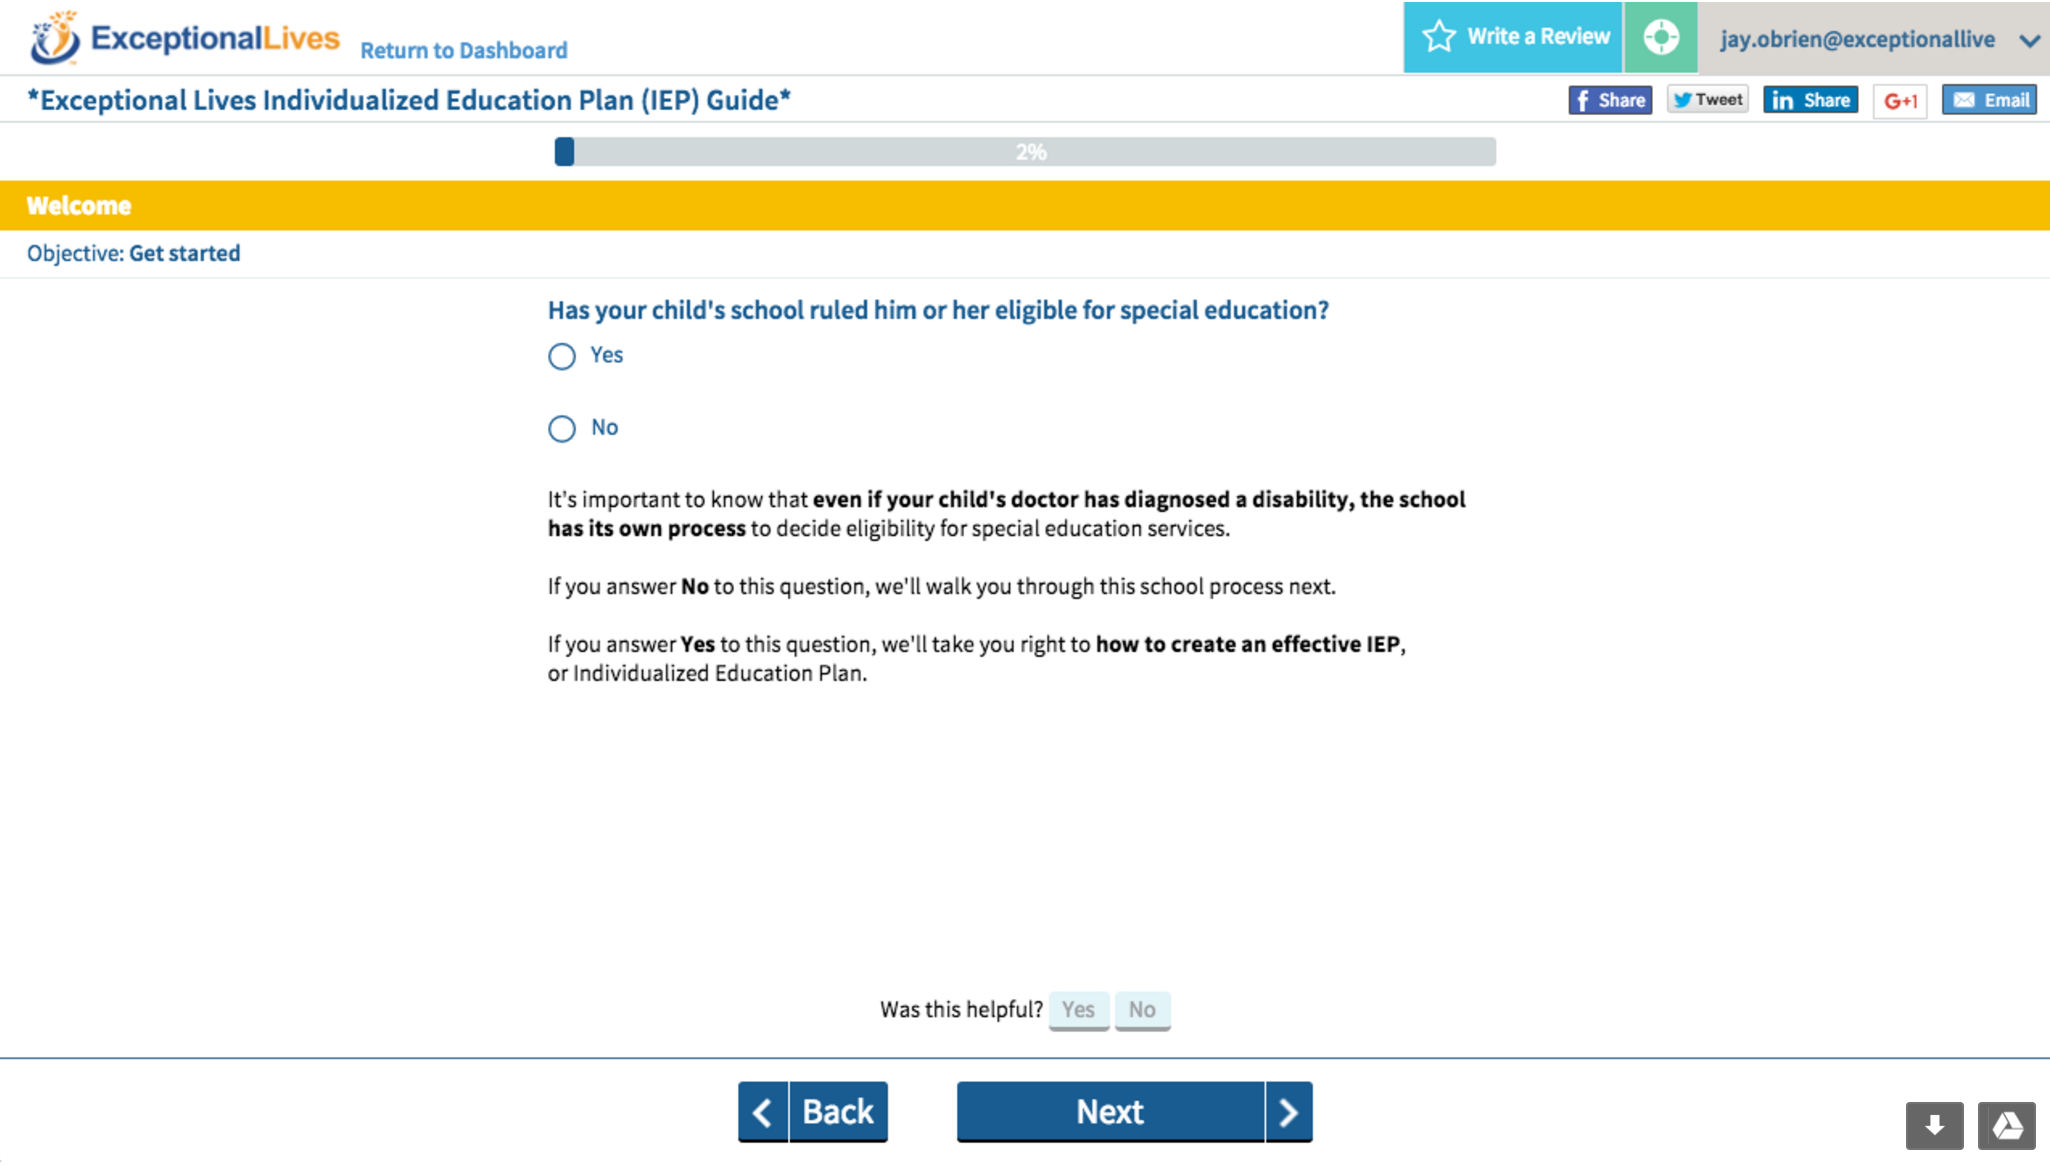 ExceptionalLives Return to Dashboard
Write a Review
jay.obrien@exceptionallive
*Exceptional Lives Individualized Education Plan (IEP) Guide*
f Share
Tweet
in Share
G+1
Email
2%
Welcome
Objective: Get started
Has your child's school ruled him or her eligible for special education?
Yes
No
It's important to know that even if your child's doctor has diagnosed a disability, the school
has its own process to decide eligibility for special education services.
If you answer No to this question, we'll walk you through this school process next.
If you answer Yes to this question, we'll take you right to how to create an effective IEP,
or Individualized Education Plan.
Was this helpful? Yes No
Back
Next